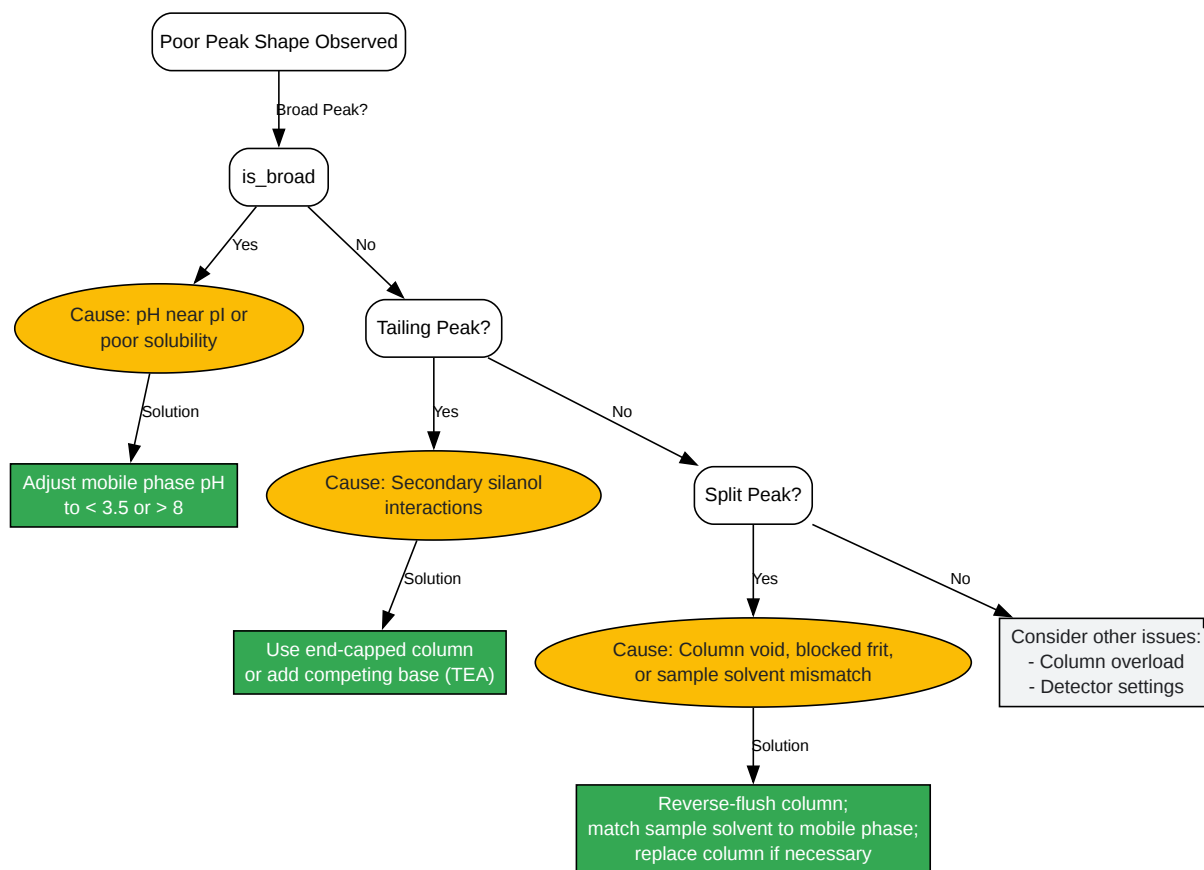 Poor Peak Shape Observed
Broad Peak?
is_broad
Yes
No
Cause: pH near pI or
poor solubility
Tailing Peak?
Solution
Yes
No
Adjust mobile phase pH
to < 3.5 or > 8
Cause: Secondary silanol
interactions
Split Peak?
Solution
Yes
No
Use end-capped column
or add competing base (TEA)
Cause: Column void, blocked frit,
or sample solvent mismatch
Consider other issues:
- Column overload
- Detector settings
Solution
Reverse-flush column;
match sample solvent to mobile phase;
replace column if necessary